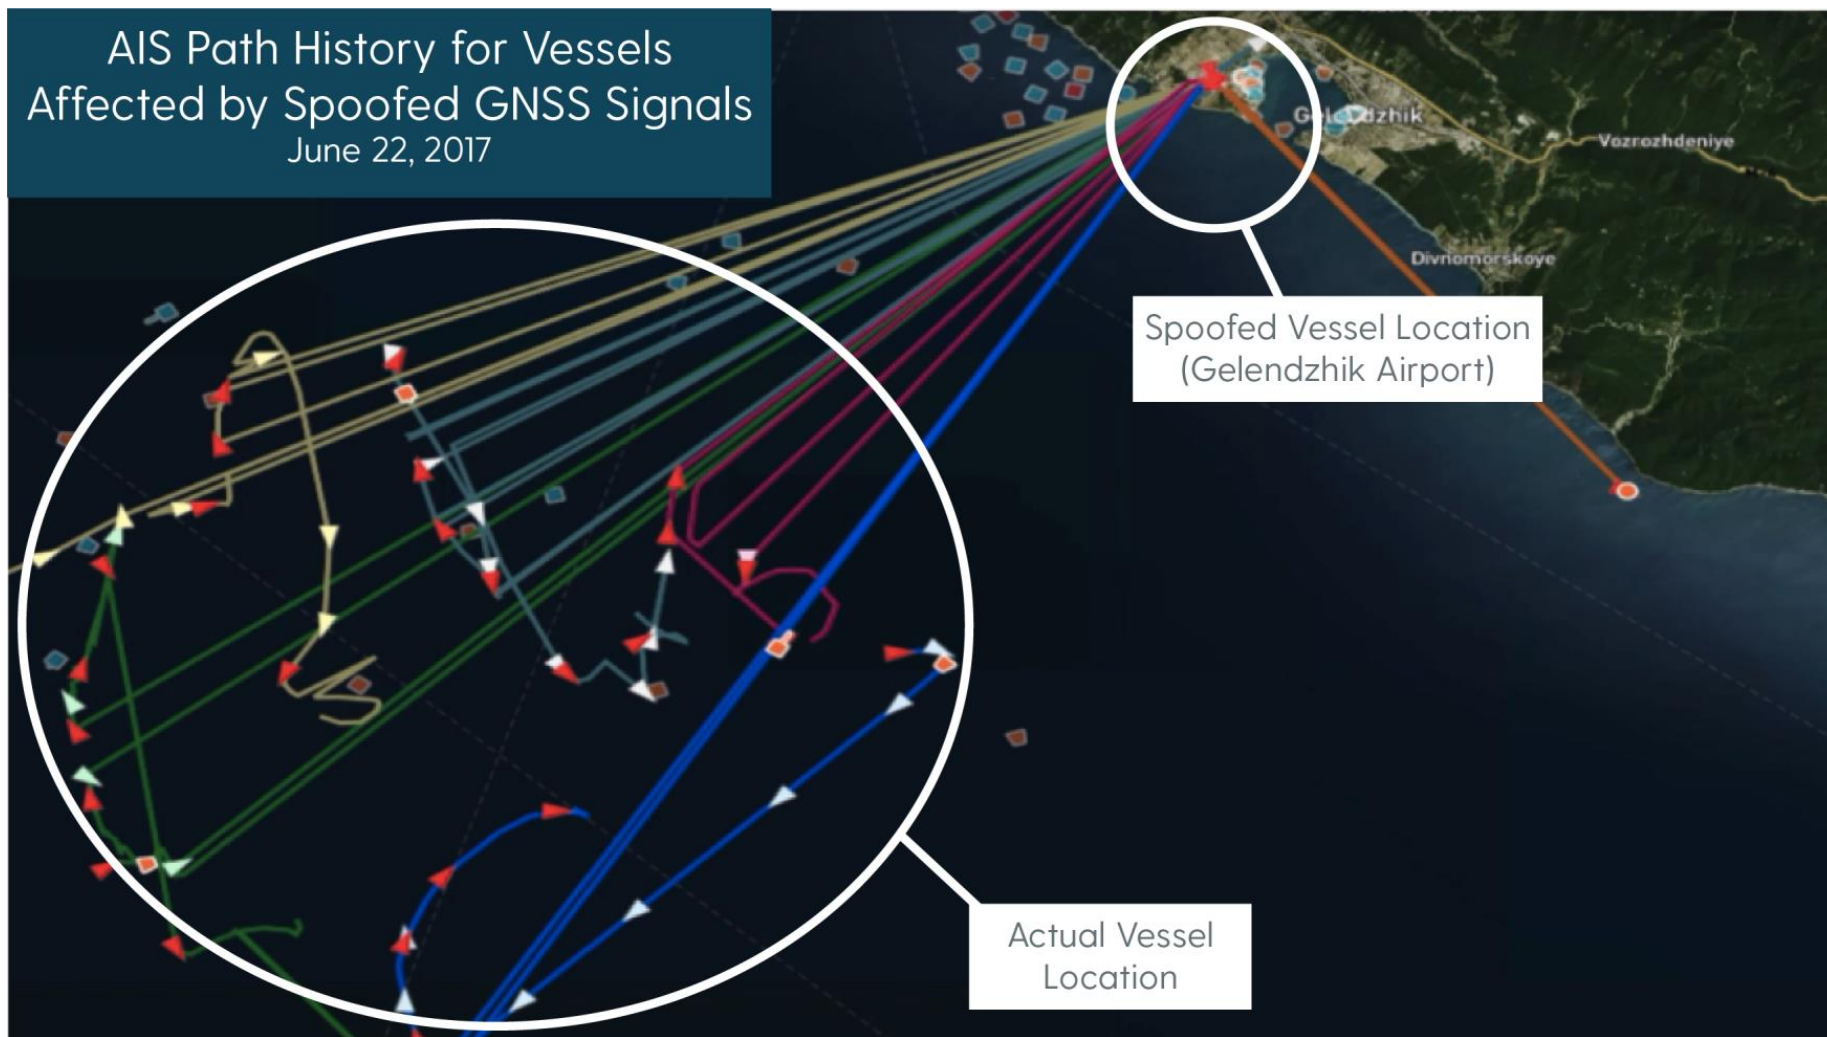 AIS Path History for Vessels
Affected by Spoofed GNSS Signals
June 22, 2017
Gelendzhik
Vozrozhdeniye
Divnomorskoye
Spoofed Vessel Location
(Gelendzhik Airport)
Actual Vessel
Location